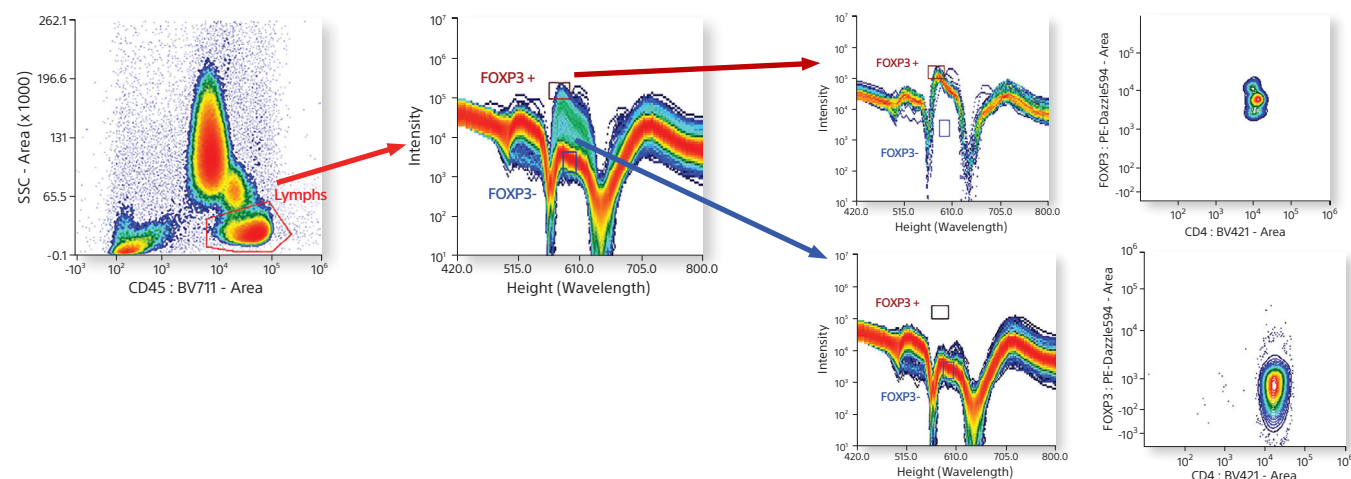 262.1
196.6
131
65.5
-0.1
SSC - Area (x 1000)
Lymphs
-10³ 10² 10³ 10⁴ 10⁵ 10⁶
CD45 : BV711 - Area
10⁷
10⁶
10⁵
10⁴
10³
10²
10¹
Intensity
FOXP3 +
FOXP3-
420.0 515.0 610.0 705.0 800.0
Height (Wavelength)
10⁷
10⁶
10⁵
10⁴
10³
10²
10¹
Intensity
FOXP3 +
FOXP3-
420.0 515.0 610.0 705.0 800.0
Height (Wavelength)
FOXP3 : PE-Dazzle594 - Area
10⁵
10³
-10²
10² 10³ 10⁴ 10⁵ 10⁶
CD4 : BV421 - Area
10⁷
10⁶
10⁵
10⁴
10³
10²
10¹
Intensity
FOXP3 +
FOXP3-
420.0 515.0 610.0 705.0 800.0
Height (Wavelength)
FOXP3 : PE-Dazzle594 - Area
10⁶
10⁵
10⁴
10³
-10²
-10³
10² 10³ 10⁴ 10⁵ 10⁶
CD4 : BV421 - Area